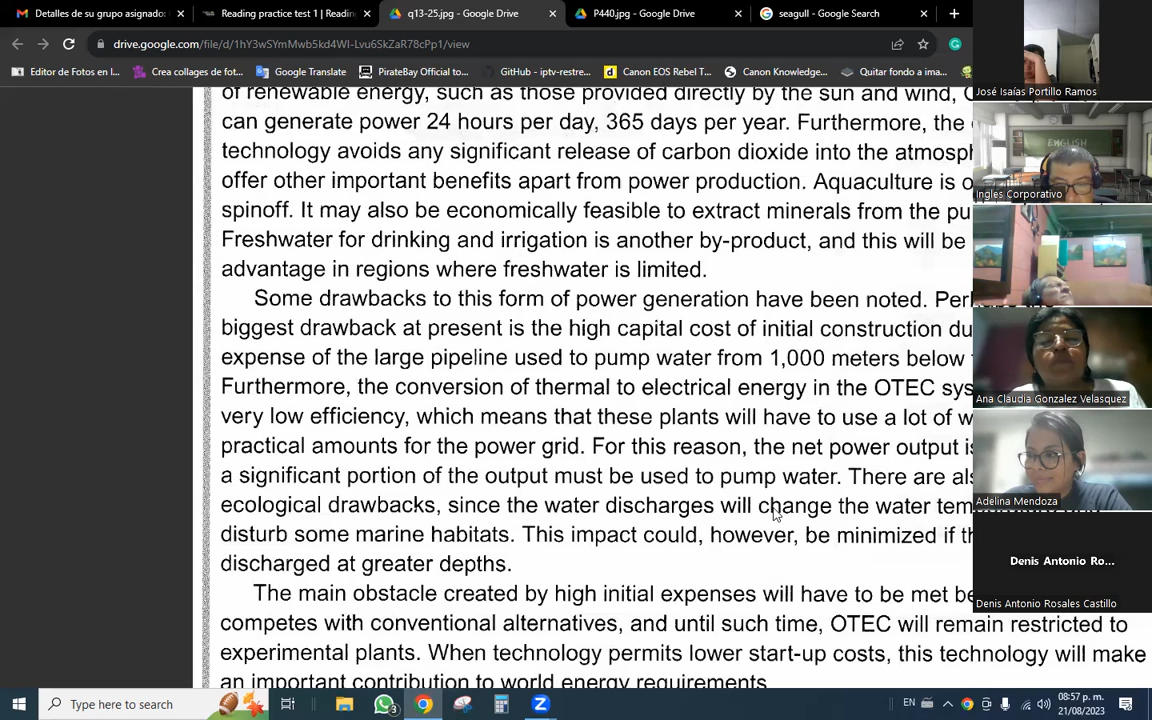 Detalles de su grupo asignado:
Reading practice test 1 | Readin
q13-25.jpg - Google Drive
P440.jpg - Google Drive
seagull - Google Search
drive.google.com/file/d/1hY3wSYmMwb5kd4WI-Lvu6SkZaR78cPp1/view
Editor de Fotos en l...
Crea collages de fot...
Google Translate
PirateBay Official to...
GitHub - iptv-restre...
Canon EOS Rebel T...
Canon Knowledge...
Quitar fondo a ima...
of renewable energy, such as those provided directly by the sun and wind,
can generate power 24 hours per day, 365 days per year. Furthermore, the
technology avoids any significant release of carbon dioxide into the atmosph
offer other important benefits apart from power production. Aquaculture is o
spinoff. It may also be economically feasible to extract minerals from the pu
Freshwater for drinking and irrigation is another by-product, and this will be
advantage in regions where freshwater is limited.
Some drawbacks to this form of power generation have been noted. Perh
biggest drawback at present is the high capital cost of initial construction du
expense of the large pipeline used to pump water from 1,000 meters below
Furthermore, the conversion of thermal to electrical energy in the OTEC sys
very low efficiency, which means that these plants will have to use a lot of w
practical amounts for the power grid. For this reason, the net power output is
a significant portion of the output must be used to pump water. There are als
ecological drawbacks, since the water discharges will change the water tem
disturb some marine habitats. This impact could, however, be minimized if th
discharged at greater depths.
The main obstacle created by high initial expenses will have to be met be
competes with conventional alternatives, and until such time, OTEC will remain restricted to
experimental plants. When technology permits lower start-up costs, this technology will make
an important contribution to world energy requirements
José Isaías Portillo Ramos
ENGLISH
Ingles Corporativo
Ana Claudia Gonzalez Velasquez
Adelina Mendoza
Denis Antonio Ro...
Denis Antonio Rosales Castillo
Type here to search
3
EN
08:57 p. m.
21/08/2023